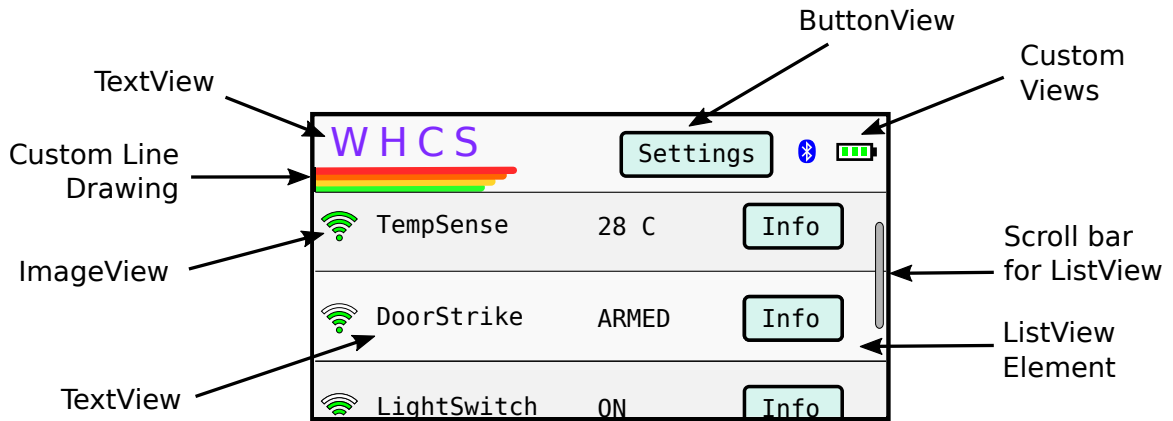 ButtonView
Custom
Views
TextView
W H C S
Settings
Custom Line
Drawing
TempSense 28 C Info
ImageView
Scroll bar
for ListView
DoorStrike ARMED Info
ListView
Element
TextView
LightSwitch ON Info